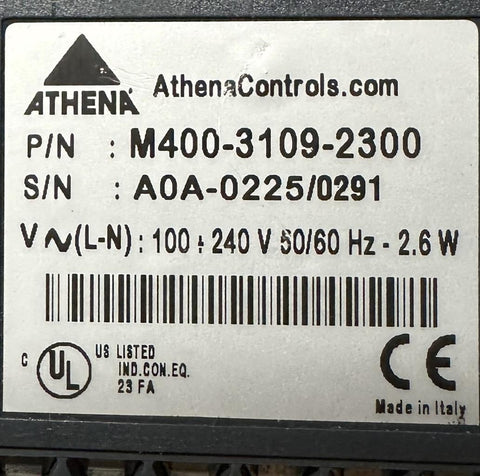 ATHENA
AthenaControls.com
P/N : M400-3109-2300
S/N : A0A-0225/0291
V∿(L-N) : 100 ÷ 240 V 50/60 Hz - 2.6 W
C UL US LISTED
IND.CON.EQ.
23 FA
CE
Made in Italy